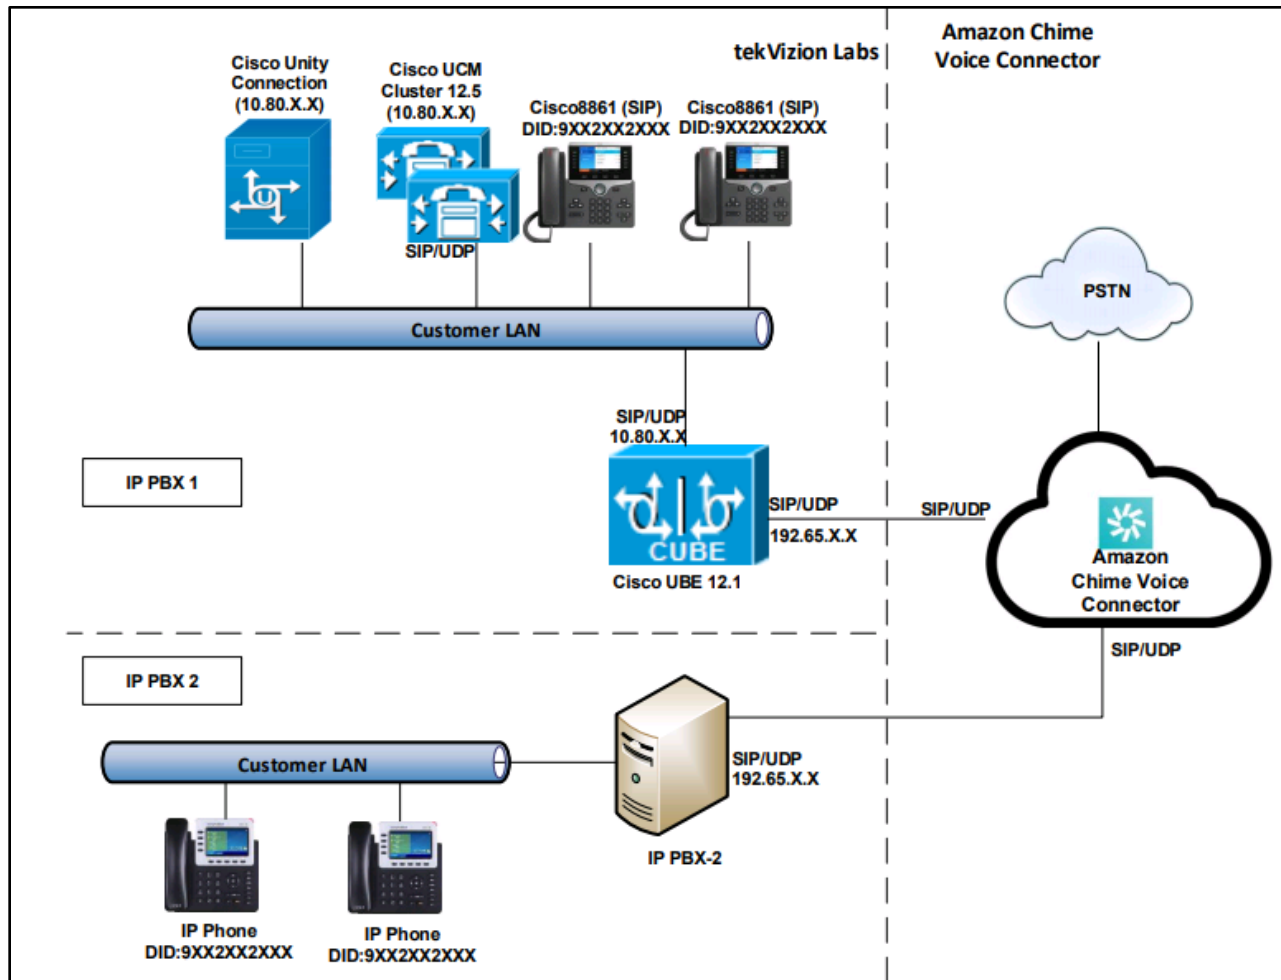 tekVizion Labs
Amazon Chime
Voice Connector
Cisco Unity
Connection
(10.80.X.X)
Cisco UCM
Cluster 12.5
(10.80.X.X)
Cisco8861 (SIP)
DID:9XX2XX2XXX
Cisco8861 (SIP)
DID:9XX2XX2XXX
U
SIP/UDP
Customer LAN
PSTN
SIP/UDP
10.80.X.X
IP PBX 1
CUBE
SIP/UDP
192.65.X.X
SIP/UDP
Cisco UBE 12.1
Amazon
Chime Voice
Connector
SIP/UDP
IP PBX 2
Customer LAN
SIP/UDP
192.65.X.X
IP PBX-2
IP Phone
DID:9XX2XX2XXX
IP Phone
DID:9XX2XX2XXX